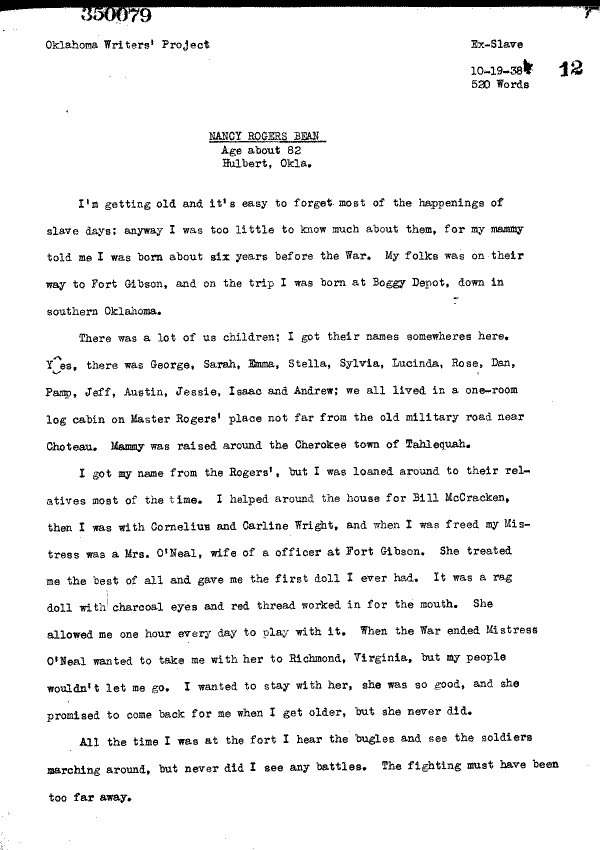 350079
Oklahoma Writers' Project
Ex-Slave
10-19-38
12
520 Words
NANCY ROGERS BEAN
Age about 82
Hulbert, Okla.
I'm getting old and it's easy to forget most of the happenings of
slave days; anyway I was too little to know much about them, for my mammy
told me I was born about six years before the War. My folks was on their
way to Fort Gibson, and on the trip I was born at Boggy Depot, down in
southern Oklahoma.
There was a lot of us children; I got their names somewheres here.
Yes, there was George, Sarah, Emma, Stella, Sylvia, Lucinda, Rose, Dan,
Pamp, Jeff, Austin, Jessie, Isaac and Andrew; we all lived in a one-room
log cabin on Master Rogers' place not far from the old military road near
Choteau. Mammy was raised around the Cherokee town of Tahlequah.
I got my name from the Rogers', but I was loaned around to their rel-
atives most of the time. I helped around the house for Bill McCracken,
then I was with Cornelius and Carline Wright, and when I was freed my Mis-
tress was a Mrs. O'Neal, wife of a officer at Fort Gibson. She treated
me the best of all and gave me the first doll I ever had. It was a rag
doll with charcoal eyes and red thread worked in for the mouth. She
allowed me one hour every day to play with it. When the War ended Mistress
O'Neal wanted to take me with her to Richmond, Virginia, but my people
wouldn't let me go. I wanted to stay with her, she was so good, and she
promised to come back for me when I get older, but she never did.
All the time I was at the fort I hear the bugles and see the soldiers
marching around, but never did I see any battles. The fighting must have been
too far away.